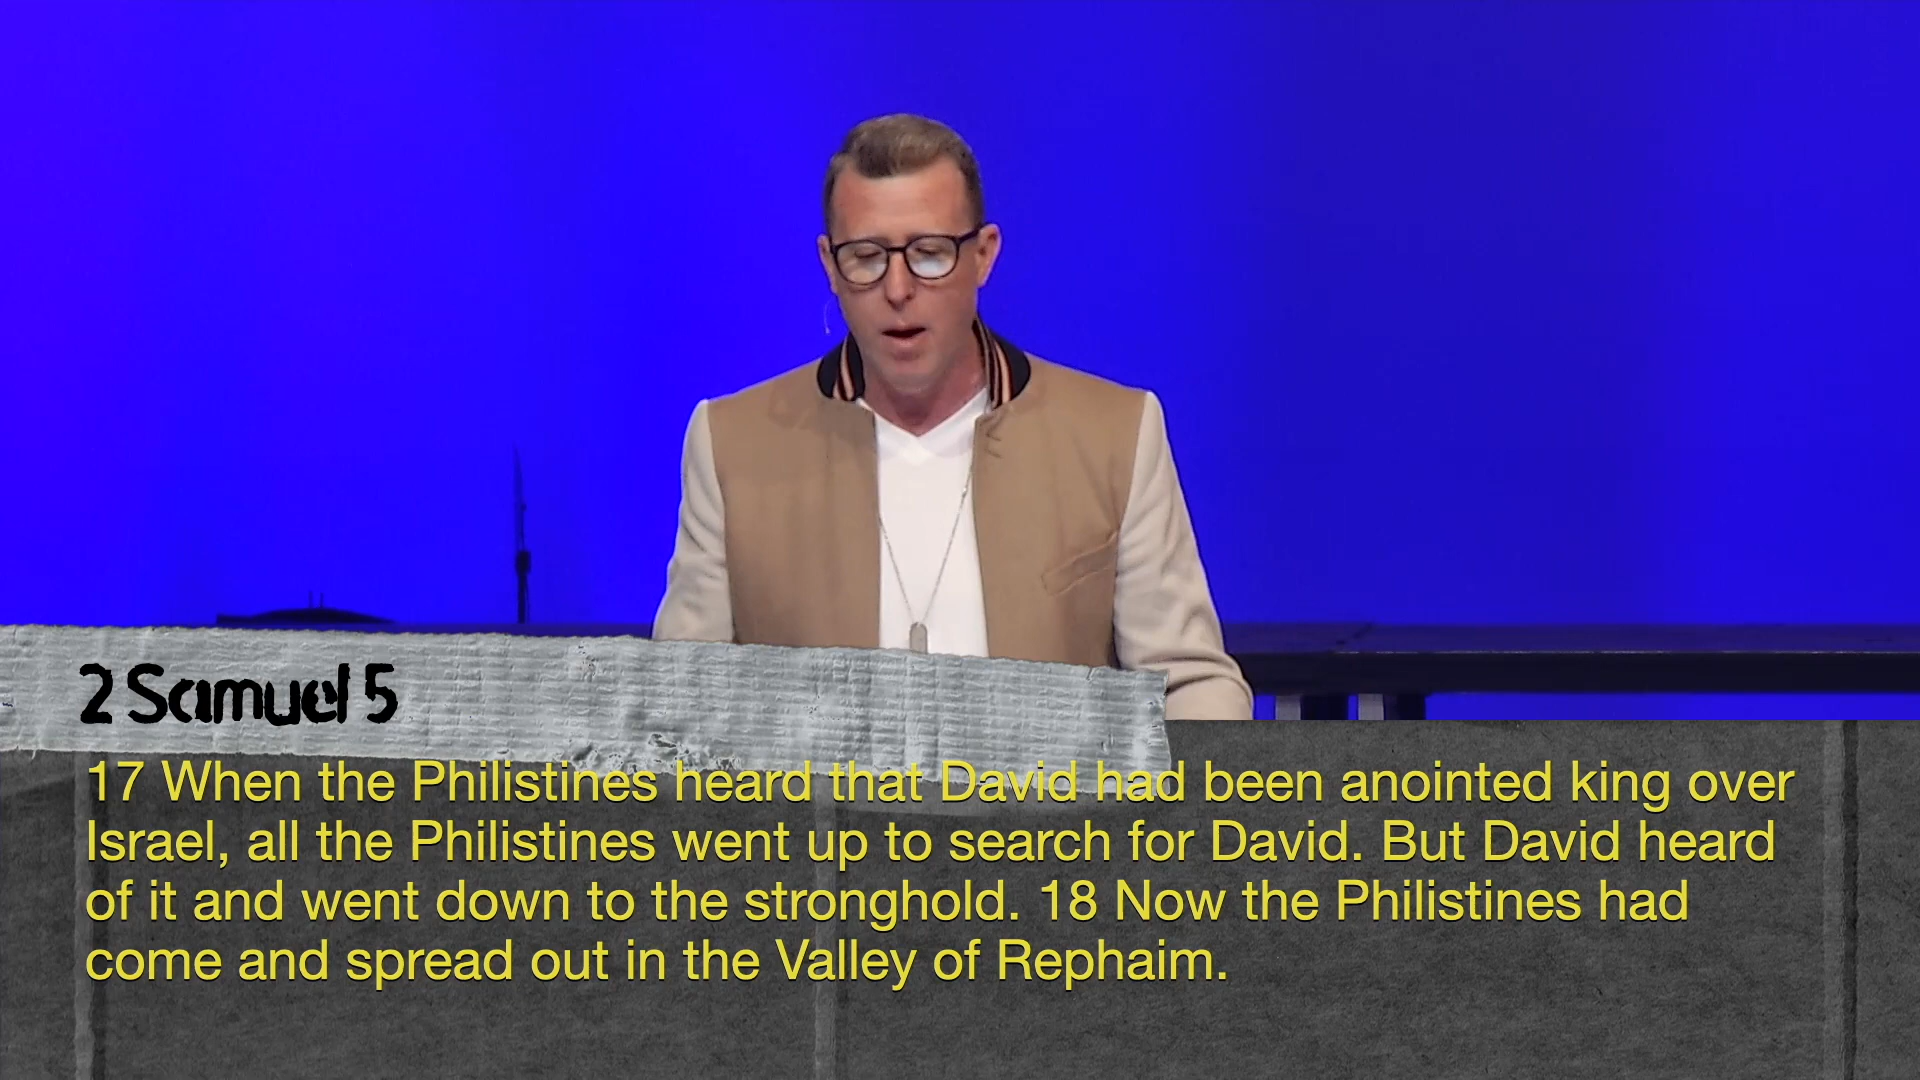 2 Samuel 5
17 When the Philistines heard that David had been anointed king over
Israel, all the Philistines went up to search for David. But David heard
of it and went down to the stronghold. 18 Now the Philistines had
come and spread out in the Valley of Rephaim.